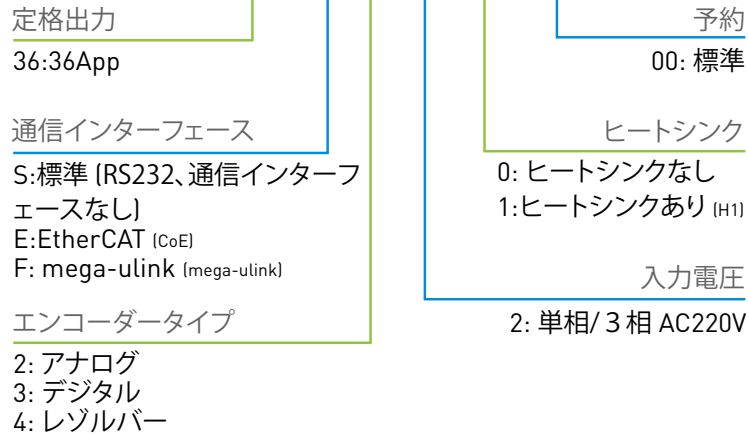 定格出力
36:36App
通信インターフェース
S:標準 (RS232、通信インターフ
ェースなし)
E:EtherCAT (CoE)
F: mega-ulink (mega-ulink)
エンコーダータイプ
2: アナログ
3: デジタル
4: レゾルバー
予約
00: 標準
ヒートシンク
0: ヒートシンクなし
1:ヒートシンクあり (H1)
入力電圧
2: 単相/３相 AC220V